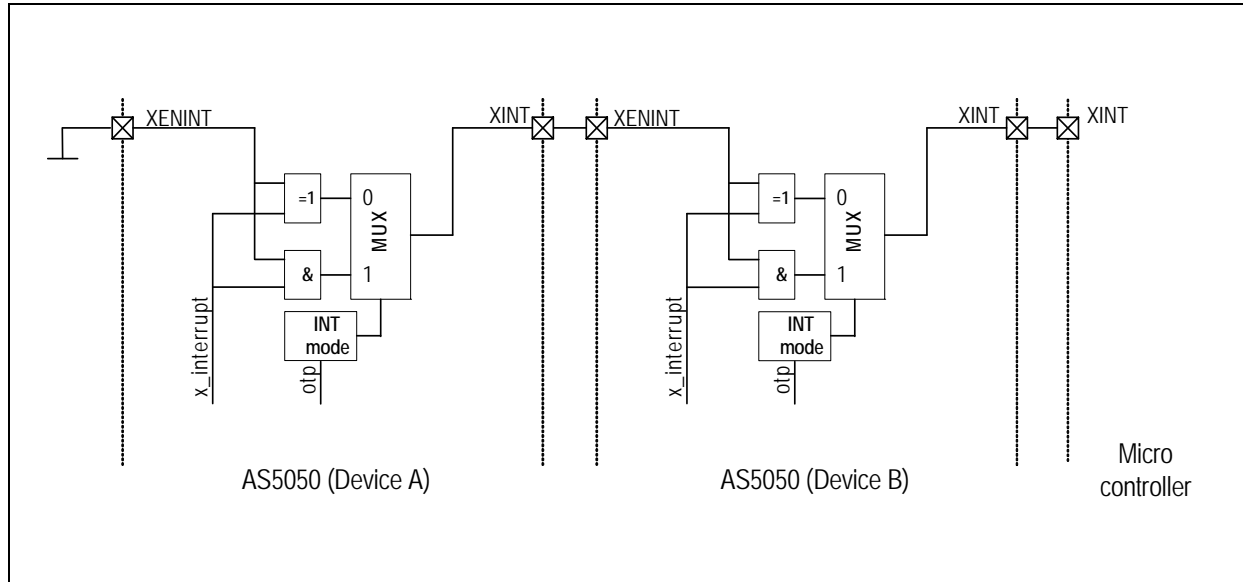 XENINT
XINT
XENINT
XINT
XINT
=1
0
MUX
&
1
INT
mode
x_interrupt
otp
=1
0
MUX
&
1
INT
mode
x_interrupt
otp
AS5050 (Device A)
AS5050 (Device B)
Micro
controller